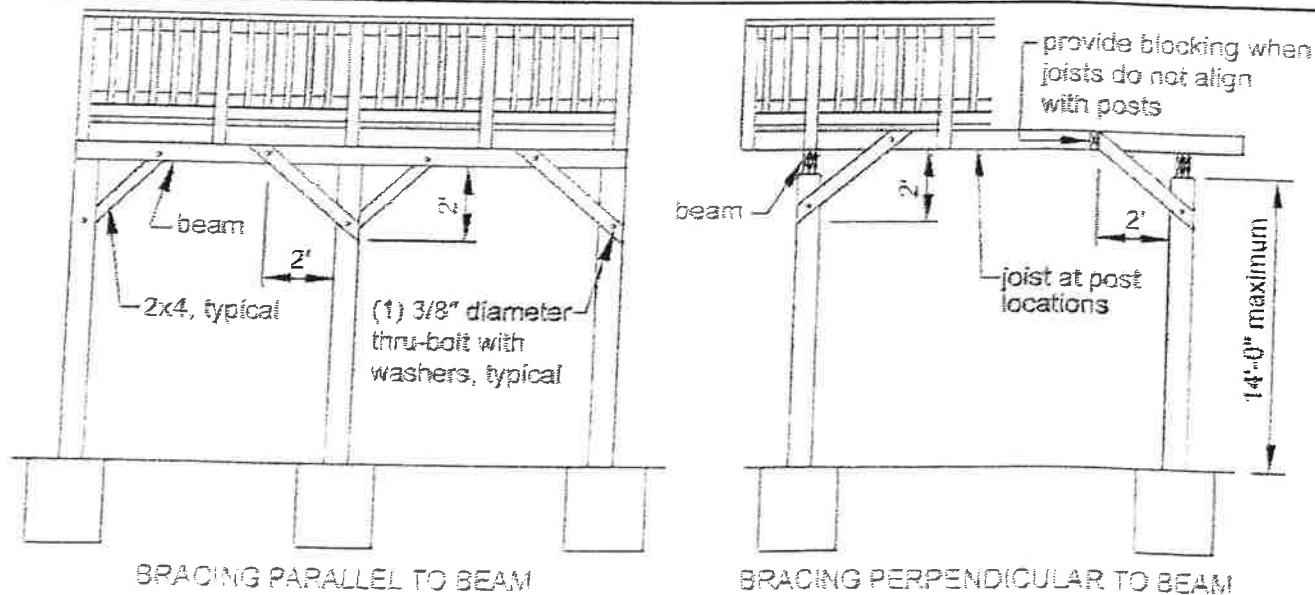 beam
2'
2'
2x4, typical
(1) 3/8" diameter
thru-bolt with
washers, typical
BRACING PARALLEL TO BEAM
provide blocking when
joists do not align
with posts
beam
2'
2'
joist at post
locations
14'-0" maximum
BRACING PERPENDICULAR TO BEAM